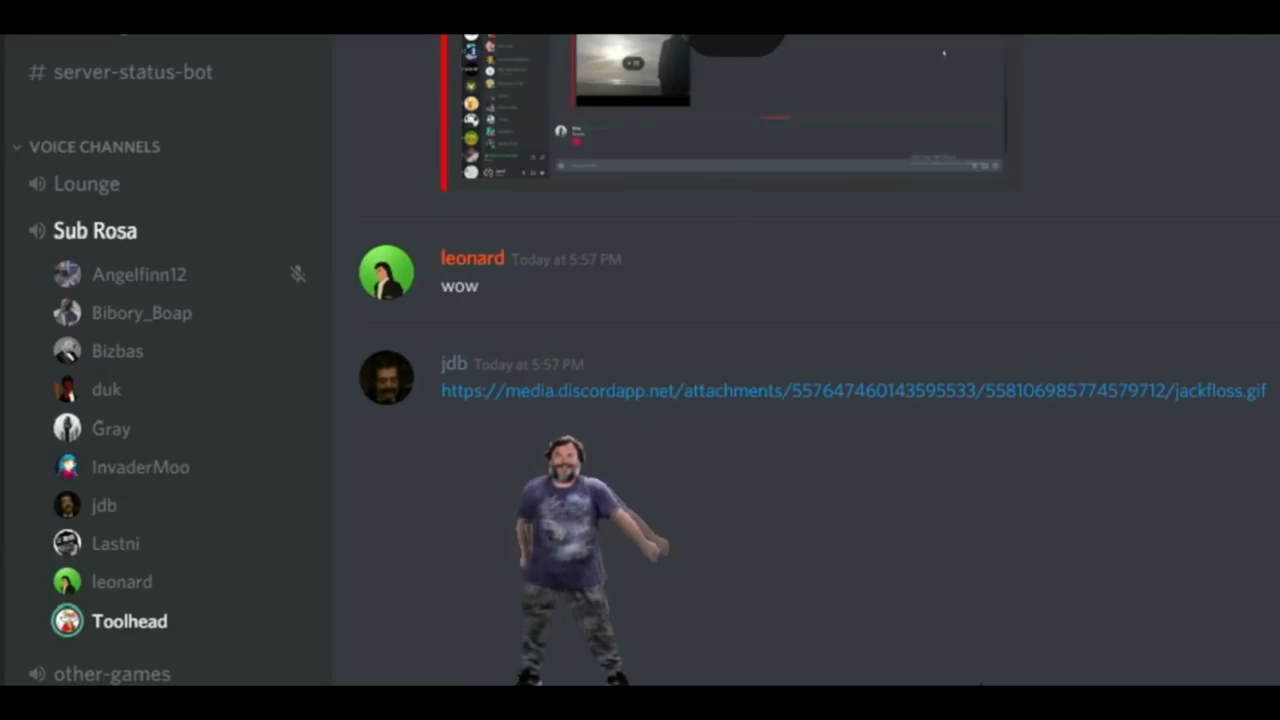 # server-status-bot
VOICE CHANNELS
Lounge
Sub Rosa
Angelfinn12
Bibory_Boap
Bizbas
duk
Gray
InvaderMoo
jdb
Lastni
leonard
Toolhead
other-games
leonard Today at 5:57 PM
wow
jdb Today at 5:57 PM
https://media.discordapp.net/attachments/557647460143595533/558106985774579712/jackfloss.gif